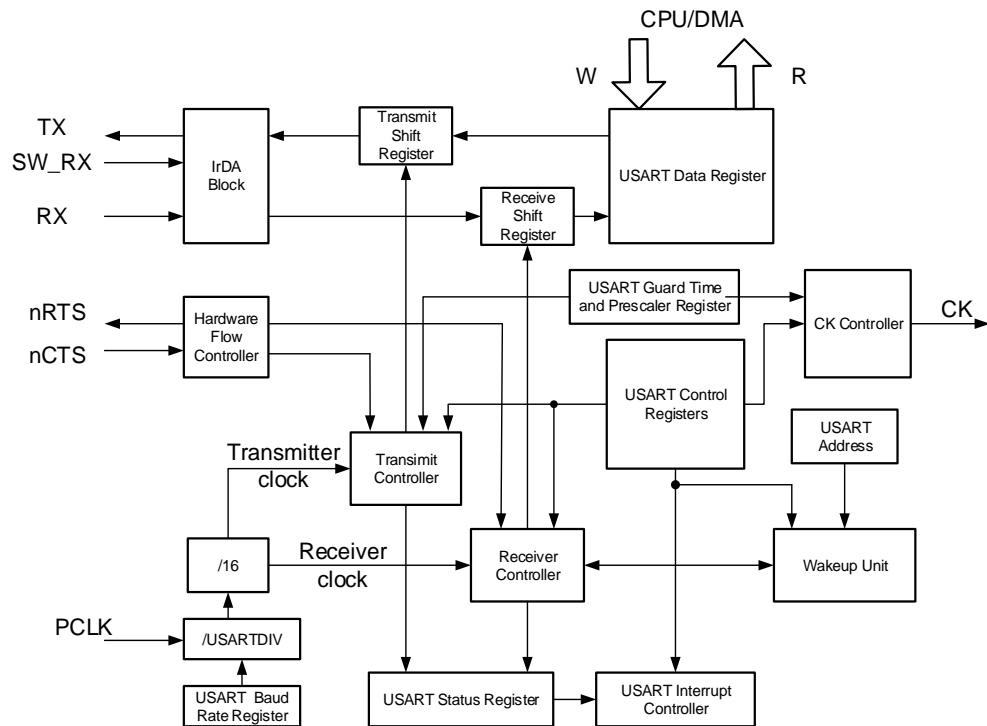 CPU/DMA
W
R
TX
SW_RX
RX
IrDA
Block
Transmit
Shift
Register
Receive
Shift
Register
USART Data Register
nRTS
nCTS
Hardware
Flow
Controller
USART Guard Time
and Prescaler Register
CK Controller
CK
USART Control
Registers
USART
Address
Transmitter
clock
Transimit
Controller
/16
Receiver
clock
Receiver
Controller
Wakeup Unit
PCLK
/USARTDIV
USART Baud
Rate Register
USART Status Register
USART Interrupt
Controller